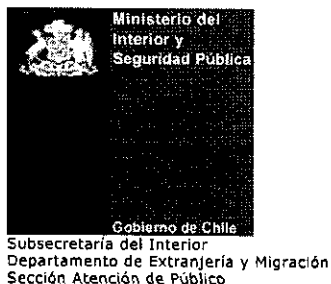 Ministerio del
Interior y
Seguridad Pública
Gobierno de Chile
Subsecretaría del Interior
Departamento de Extranjería y Migración
Sección Atención de Público